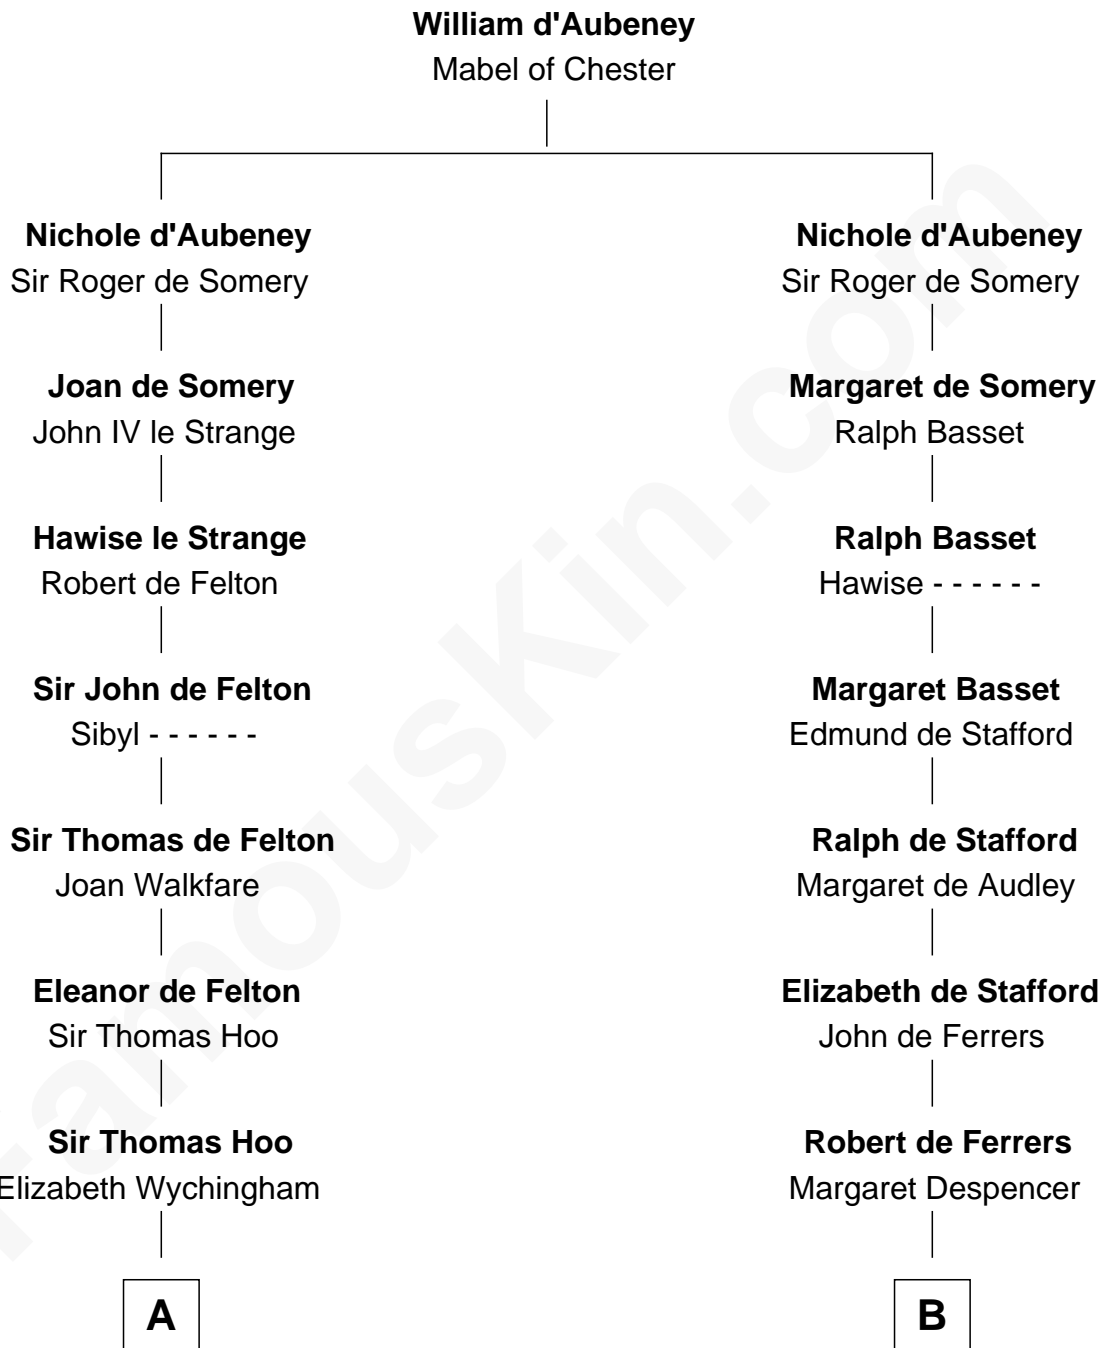 William d'Aubeney
Mabel of Chester
Nichole d'Aubeney
Sir Roger de Somery
Nichole d'Aubeney
Sir Roger de Somery
Joan de Somery
John IV le Strange
Margaret de Somery
Ralph Basset
Hawise le Strange
Robert de Felton
Ralph Basset
Hawise - - - - - -
Sir John de Felton
Sibyl - - - - - -
Margaret Basset
Edmund de Stafford
Sir Thomas de Felton
Joan Walkfare
Ralph de Stafford
Margaret de Audley
Eleanor de Felton
Sir Thomas Hoo
Elizabeth de Stafford
John de Ferrers
Sir Thomas Hoo
Elizabeth Wychingham
Robert de Ferrers
Margaret Despencer
A
B
FamousKin.com